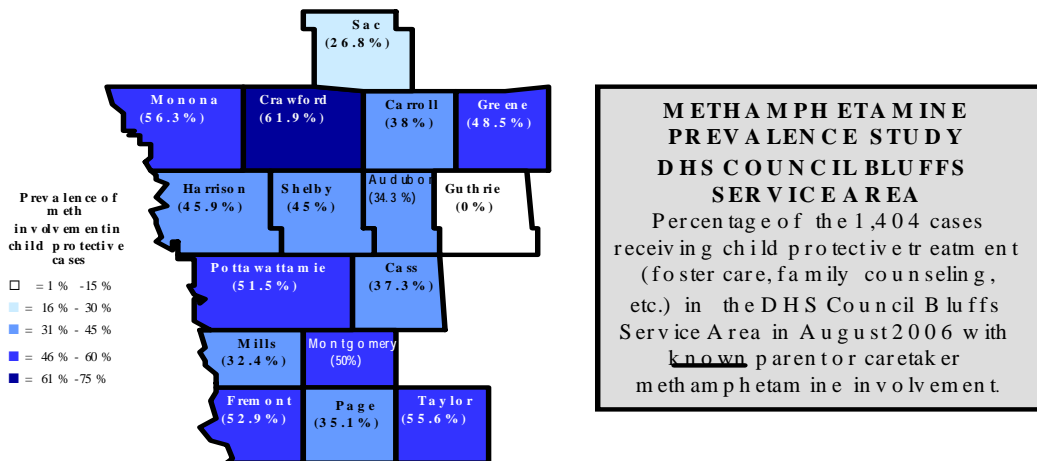 Sac
(26.8%)
Monona
(56.3%)
Crawford
(61.9%)
Carroll
(38%)
Greene
(48.5%)
Harrison
(45.9%)
Shelby
(45%)
Audubon
(34.3%)
Guthrie
(0%)
Pottawattamie
(51.5%)
Cass
(37.3%)
Mills
(32.4%)
Montgomery
(50%)
Fremont
(52.9%)
Page
(35.1%)
Taylor
(55.6%)
Prevalence of
meth
involvement in
child protective
cases
= 1% - 15%
= 16% - 30%
= 31% - 45%
= 46% - 60%
= 61% - 75%
METHAMPHETAMINE
PREVALENCE STUDY
DHS COUNCIL BLUFFS
SERVICE AREA
Percentage of the 1,404 cases
receiving child protective treatment
(foster care, family counseling,
etc.) in the DHS Council Bluffs
Service Area in August 2006 with
known parent or caretaker
methamphetamine involvement.